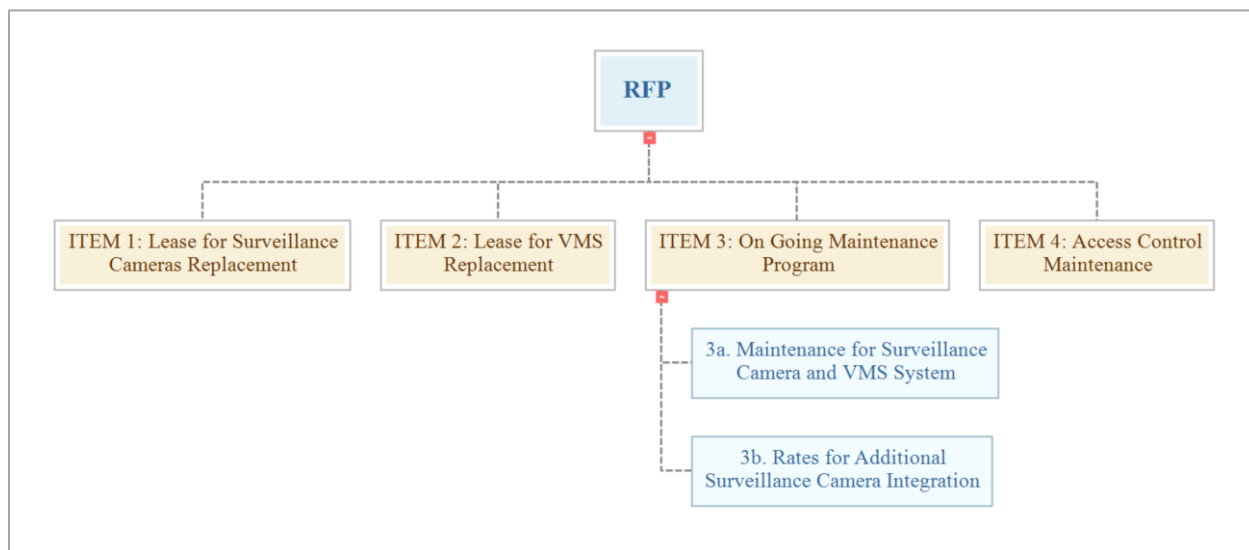 RFP
ITEM 1: Lease for Surveillance
Cameras Replacement
ITEM 2: Lease for VMS
Replacement
ITEM 3: On Going Maintenance
Program
ITEM 4: Access Control
Maintenance
3a. Maintenance for Surveillance
Camera and VMS System
3b. Rates for Additional
Surveillance Camera Integration